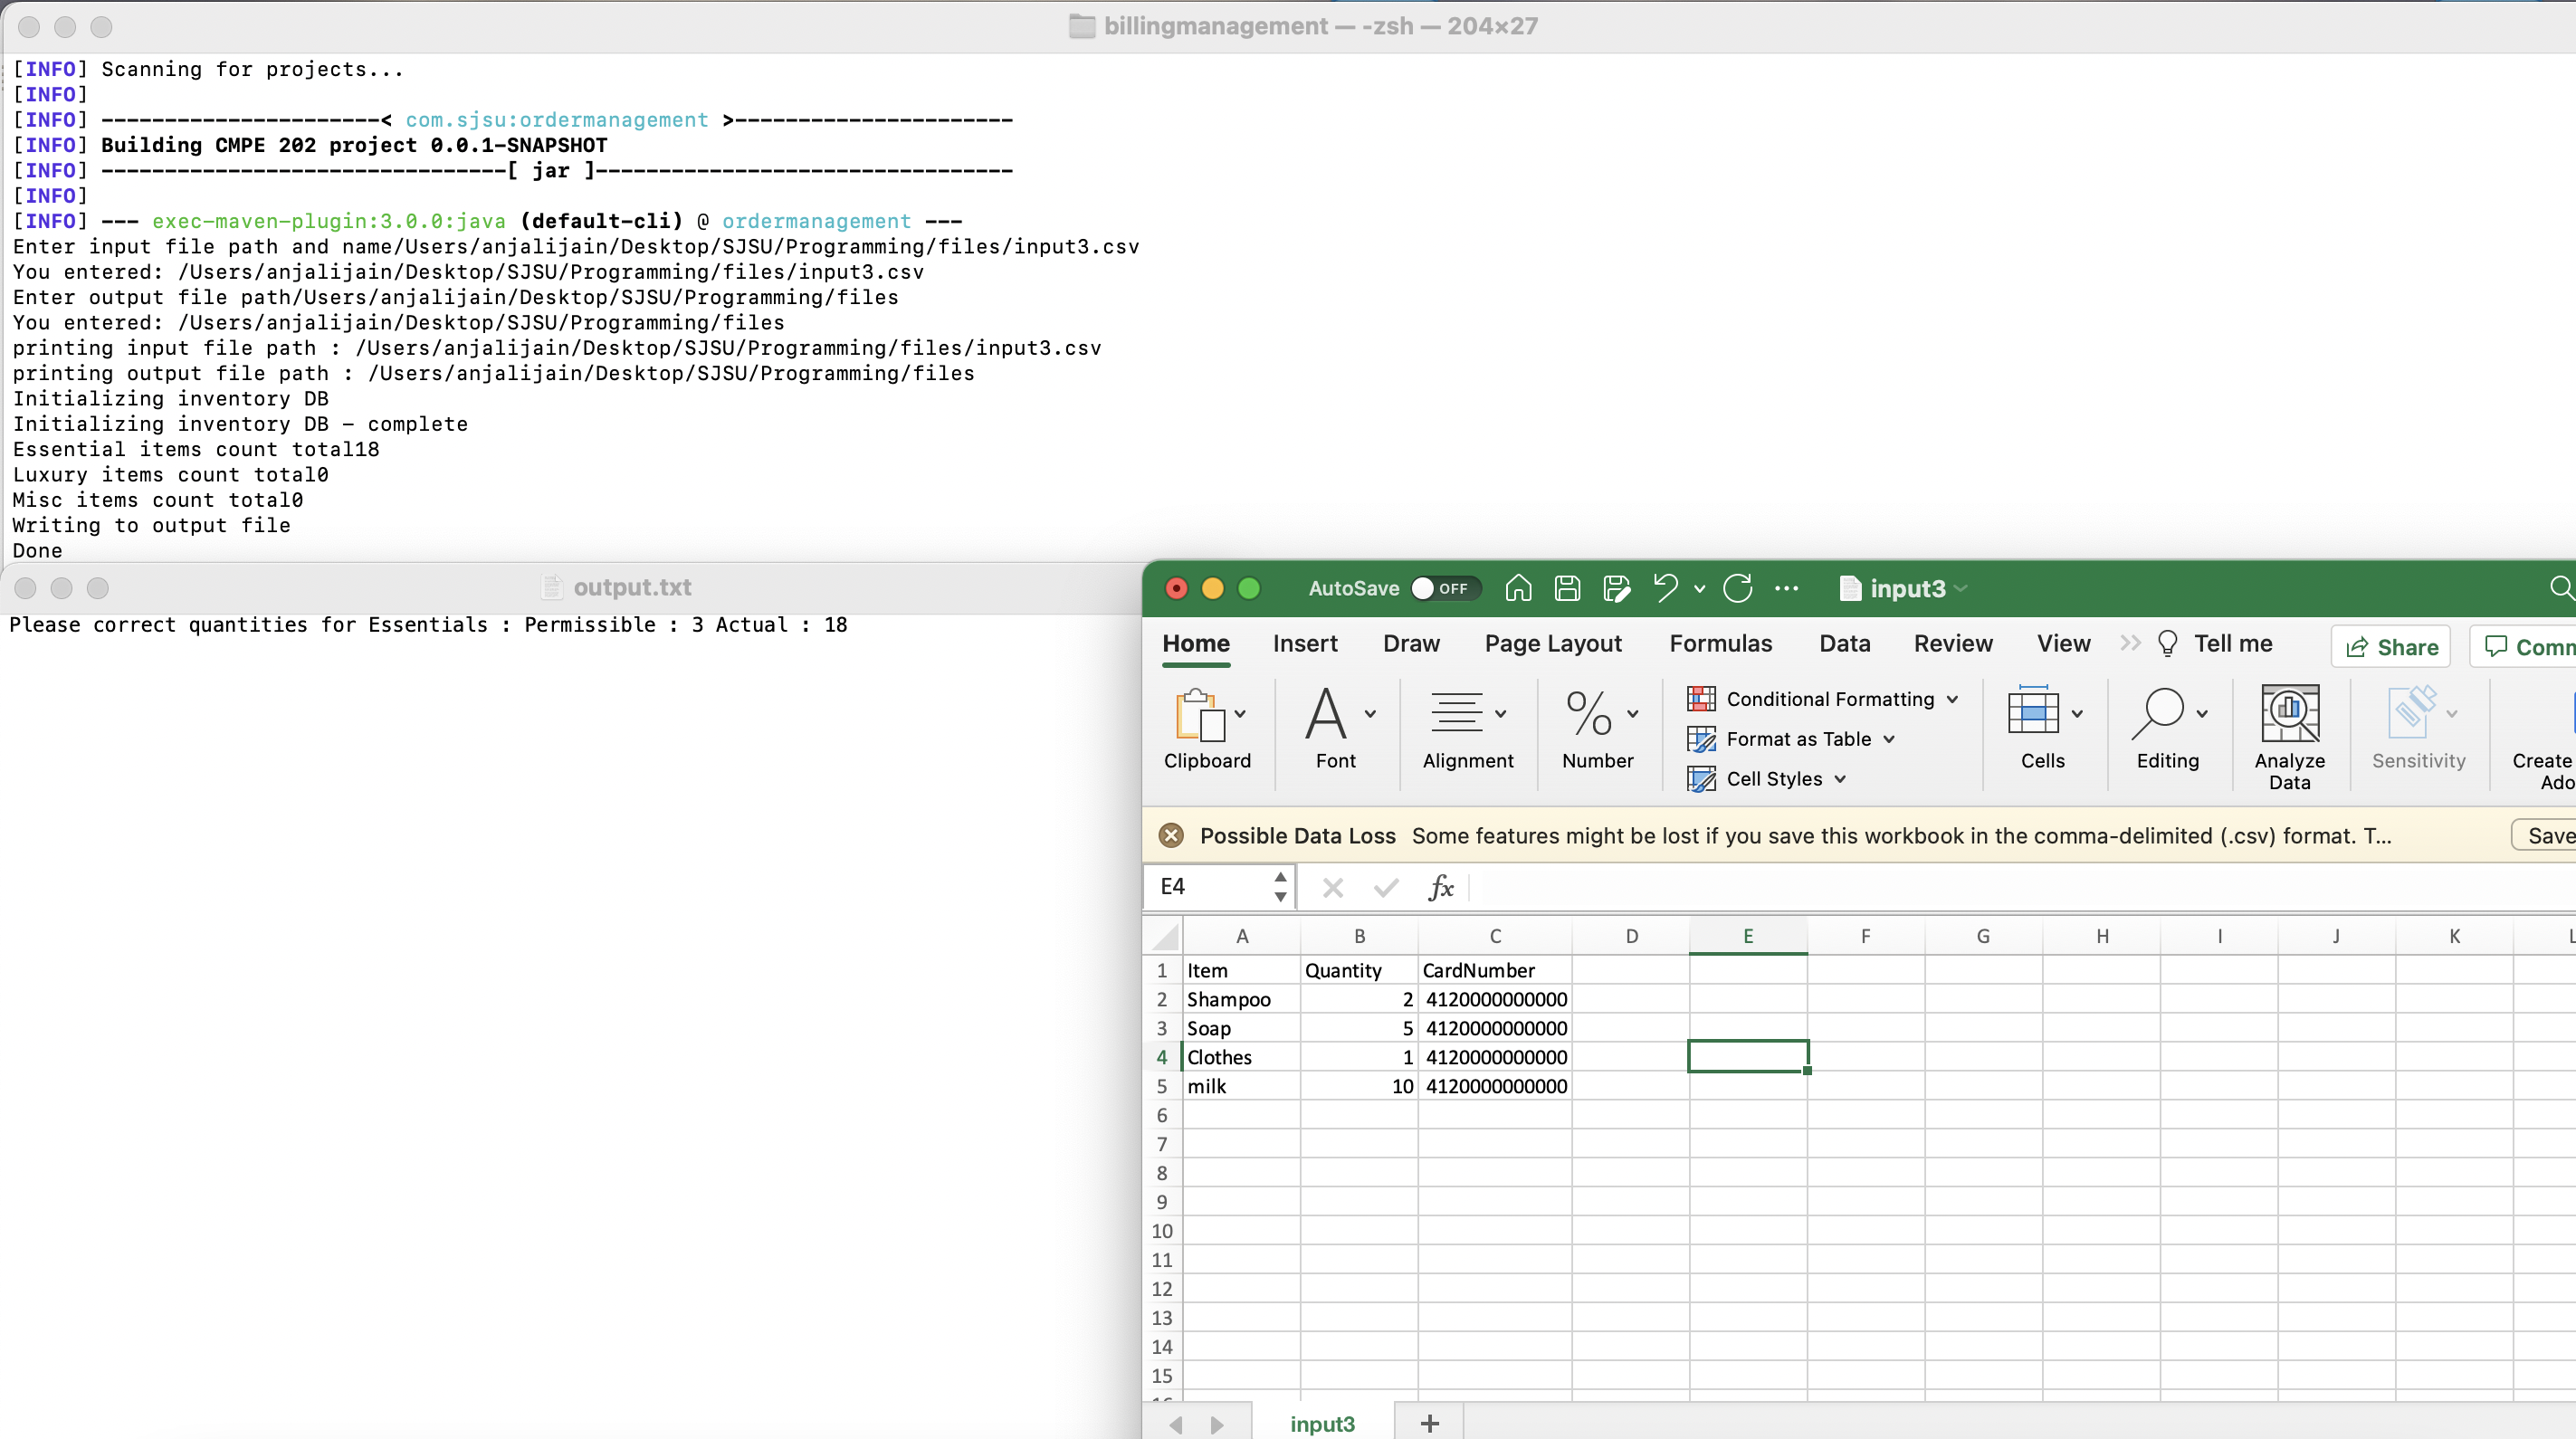 billingmanagement — -zsh — 204×27
[INFO] Scanning for projects...
[INFO]
[INFO] ----------------------< com.sjsu:ordermanagement >----------------------
[INFO] Building CMPE 202 project 0.0.1-SNAPSHOT
[INFO] --------------------------------[ jar ]---------------------------------
[INFO]
[INFO] --- exec-maven-plugin:3.0.0:java (default-cli) @ ordermanagement ---
Enter input file path and name/Users/anjalijain/Desktop/SJSU/Programming/files/input3.csv
You entered: /Users/anjalijain/Desktop/SJSU/Programming/files/input3.csv
Enter output file path/Users/anjalijain/Desktop/SJSU/Programming/files
You entered: /Users/anjalijain/Desktop/SJSU/Programming/files
printing input file path : /Users/anjalijain/Desktop/SJSU/Programming/files/input3.csv
printing output file path : /Users/anjalijain/Desktop/SJSU/Programming/files
Initializing inventory DB
Initializing inventory DB - complete
Essential items count total18
Luxury items count total0
Misc items count total0
Writing to output file
Done
output.txt
Please correct quantities for Essentials : Permissible : 3 Actual : 18
AutoSave OFF ... input3
Home Insert Draw Page Layout Formulas Data Review View >> Tell me Share Comm
Clipboard Font Alignment % Number
Conditional Formatting
Format as Table
Cell Styles
Cells Editing Analyze Data Sensitivity Create Ado
Possible Data Loss Some features might be lost if you save this workbook in the comma-delimited (.csv) format. T... Save
E4 fx
A B C D E F G H I J K L
1 Item Quantity CardNumber
2 Shampoo 2 4120000000000
3 Soap 5 4120000000000
4 Clothes 1 4120000000000
5 milk 10 4120000000000
6
7
8
9
10
11
12
13
14
15
input3 +